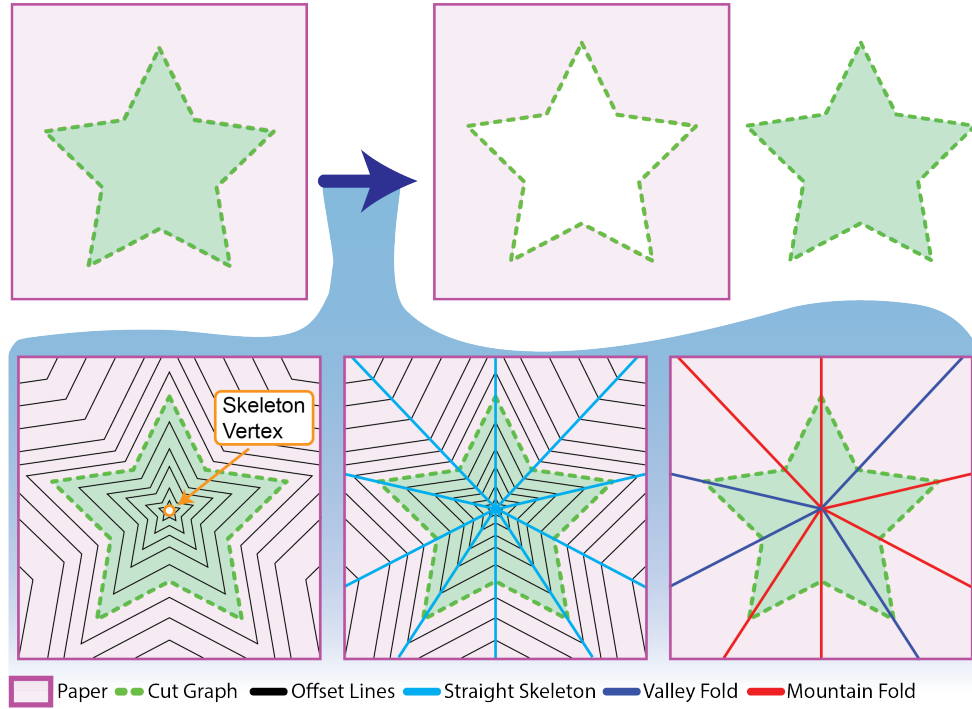 Skeleton
Vertex
Paper Cut Graph Offset Lines Straight Skeleton Valley Fold Mountain Fold